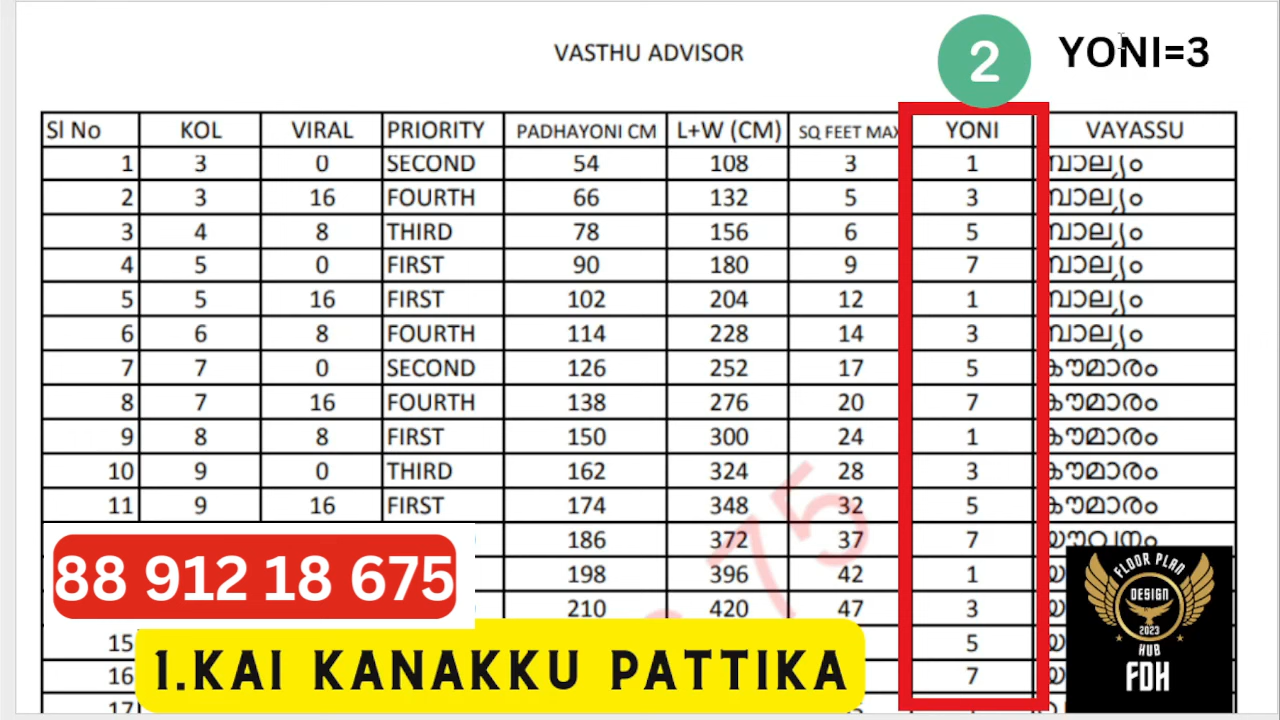 VASTHU ADVISOR
2
YONI=3
Sl No KOL VIRAL PRIORITY PADHAYONI CM L+W (CM) SQ FEET MAX YONI VAYASSU
1 3 0 SECOND 54 108 3 1 ബാല്യം
2 3 16 FOURTH 66 132 5 3 ബാല്യം
3 4 8 THIRD 78 156 6 5 ബാല്യം
4 5 0 FIRST 90 180 9 7 ബാല്യം
5 5 16 FIRST 102 204 12 1 ബാല്യം
6 6 8 FOURTH 114 228 14 3 ബാല്യം
7 7 0 SECOND 126 252 17 5 കൗമാരം
8 7 16 FOURTH 138 276 20 7 കൗമാരം
9 8 8 FIRST 150 300 24 1 കൗമാരം
10 9 0 THIRD 162 324 28 3 കൗമാരം
11 9 16 FIRST 174 348 32 5 കൗമാരം
186 372 37 7 യൗവനം
198 396 42 1
210 420 47 3
15 5
16 7
17
88 912 18 675
1.KAI KANAKKU PATTIKA
75
FLOOR PLAN
DESIGN
2023
HUB
FDH